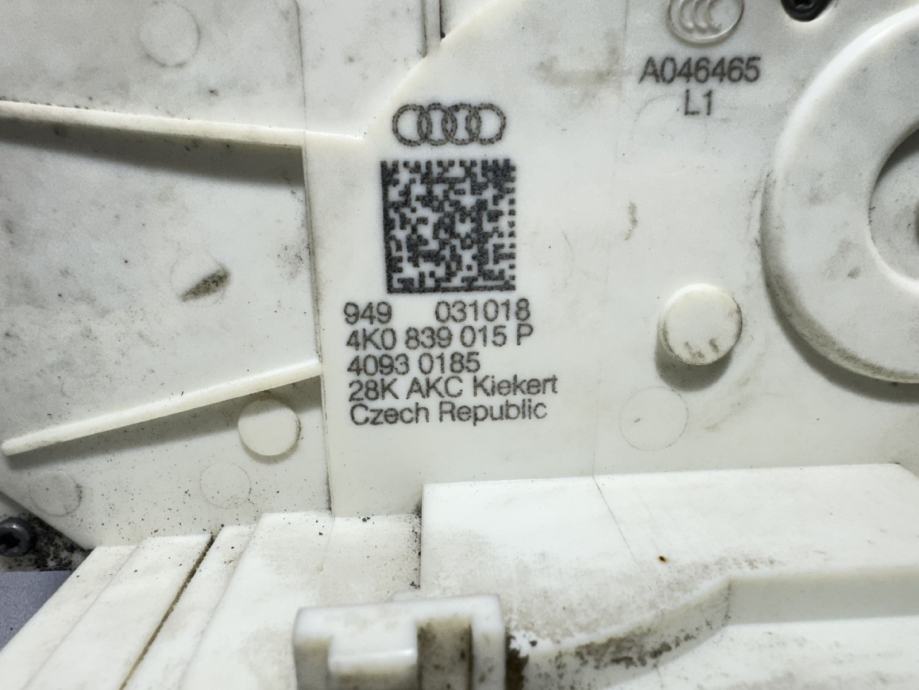 A046465
L1
949 031018
4K0 839 015 P
4093 0185
28K AKC Kiekert
Czech Republic